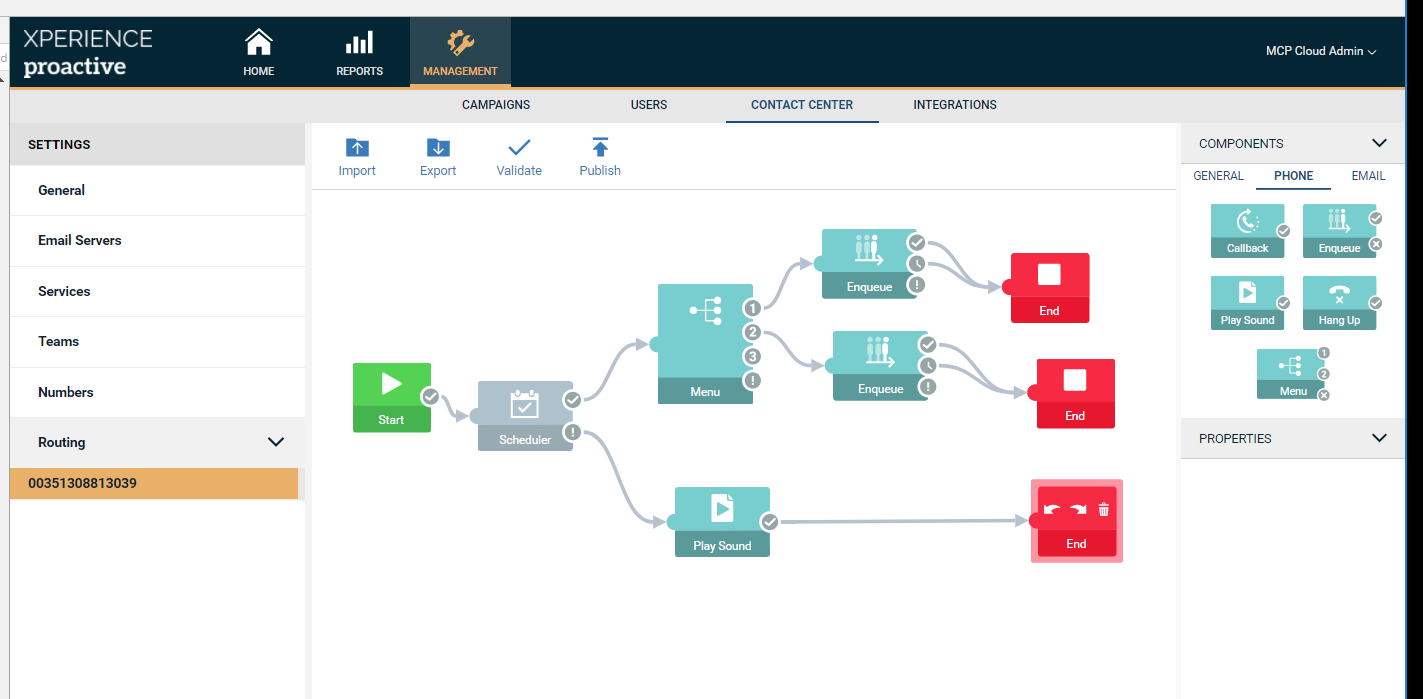 d
XPERIENCE
proactive
HOME
REPORTS
MANAGEMENT
MCP Cloud Admin
CAMPAIGNS
USERS
CONTACT CENTER
INTEGRATIONS
SETTINGS
General
Email Servers
Services
Teams
Numbers
Routing
00351308813039
Import
Export
Validate
Publish
Start
Scheduler
!
Menu
1
2
3
!
Enqueue
!
End
Enqueue
!
End
Play Sound
End
COMPONENTS
GENERAL
PHONE
EMAIL
Callback
Enqueue
Play Sound
Hang Up
Menu
1
2
PROPERTIES